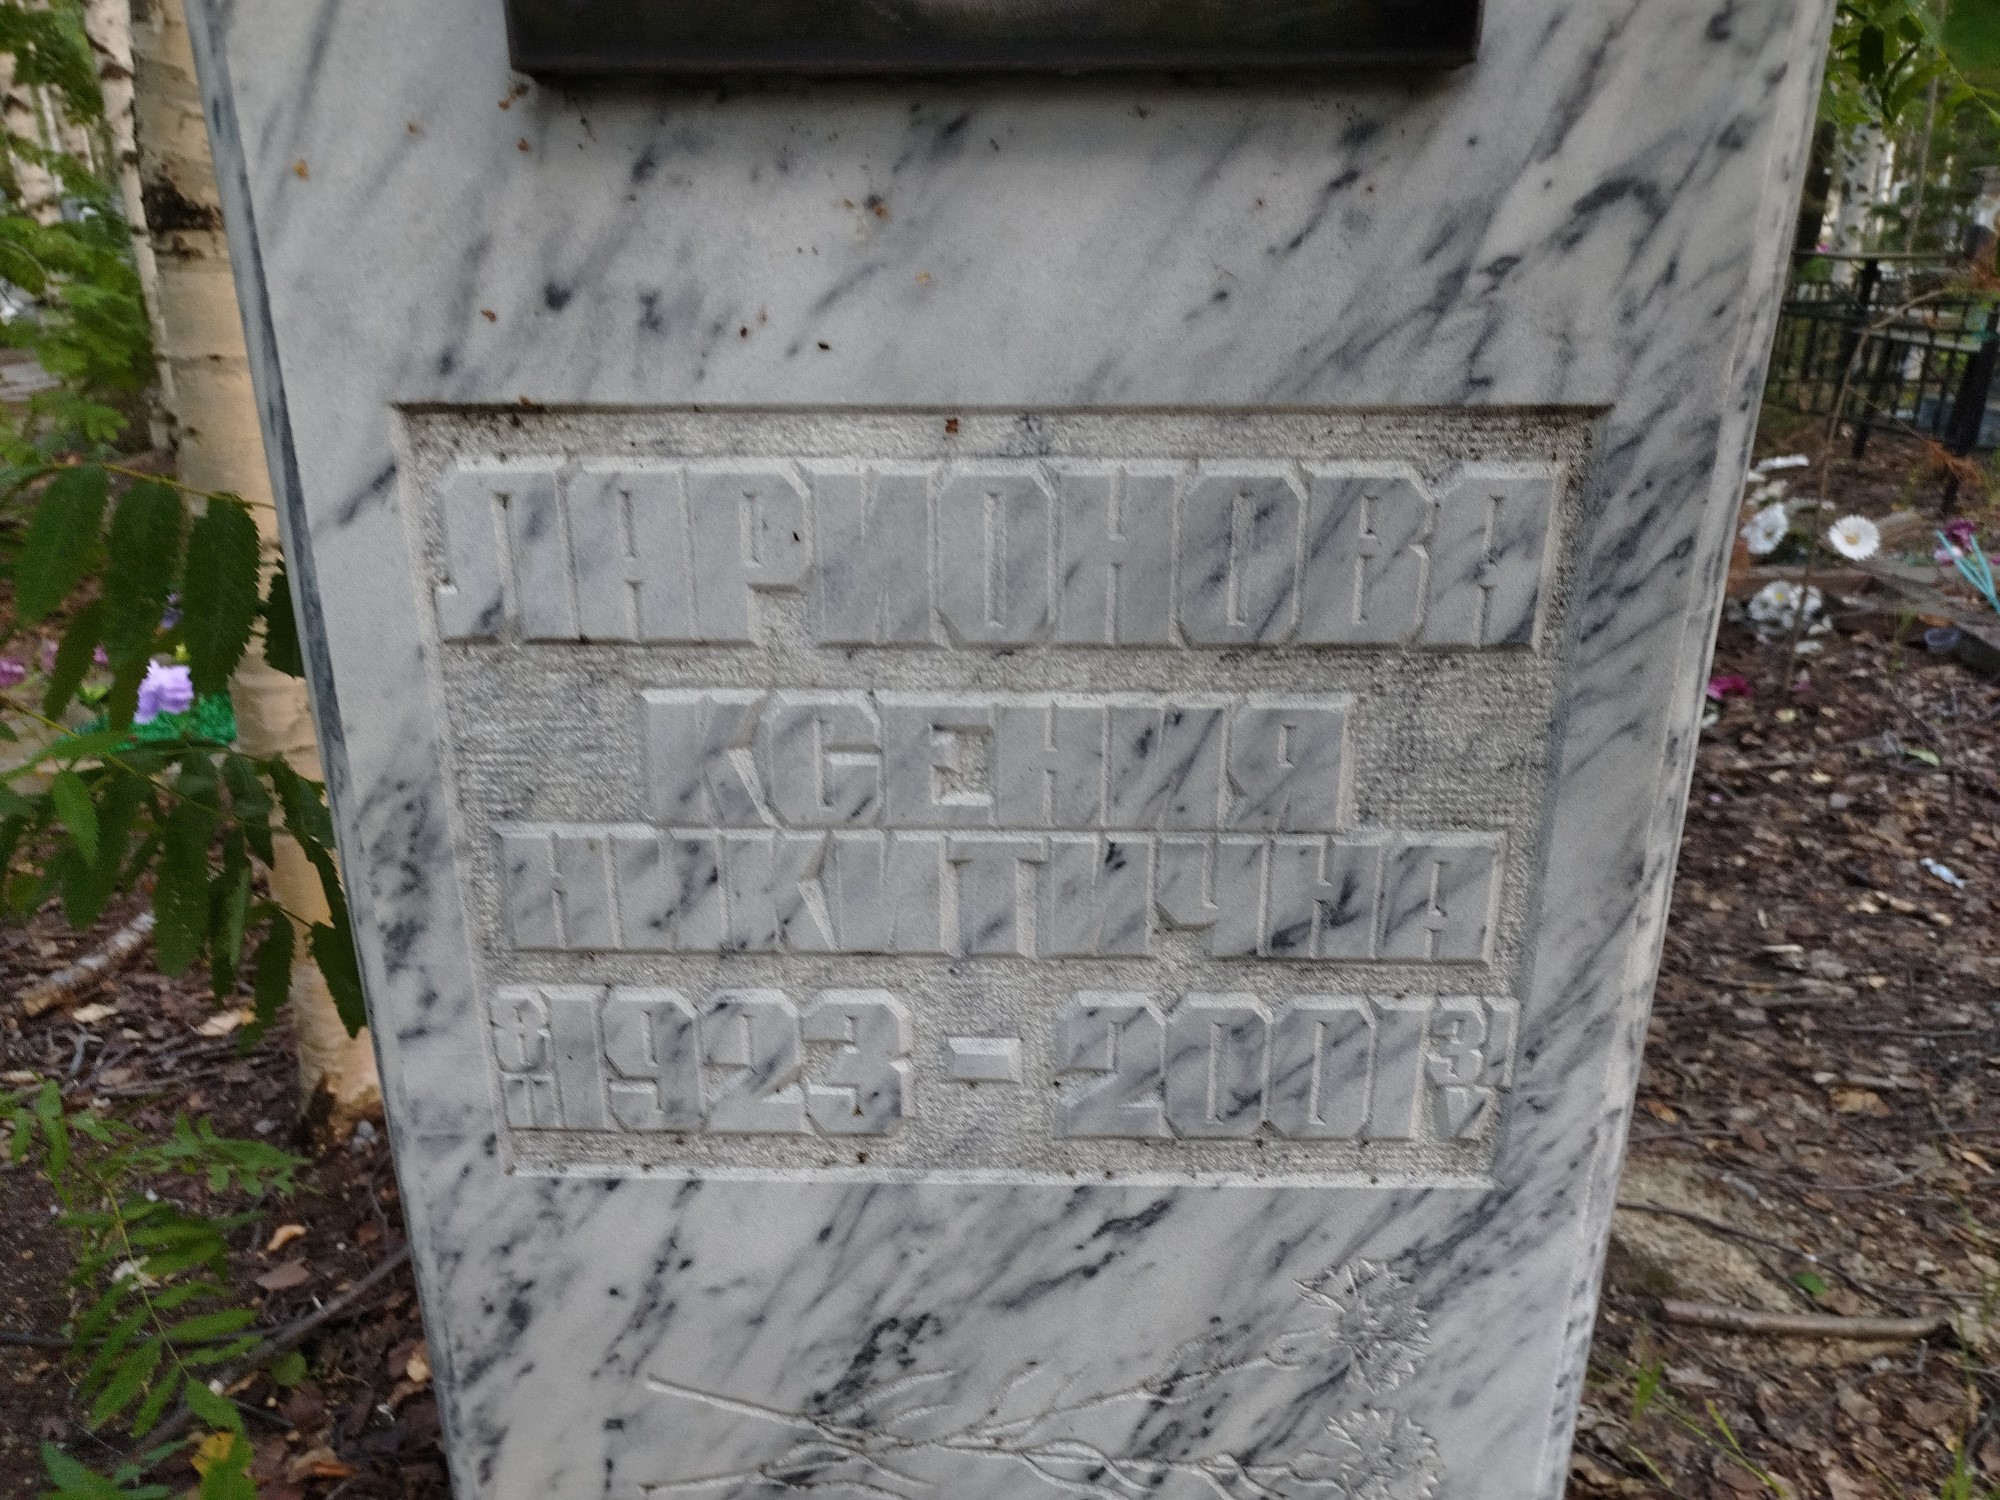 ЛАРИОНОВА
КСЕНИЯ
НИКИТИЧНА
1923 - 2001